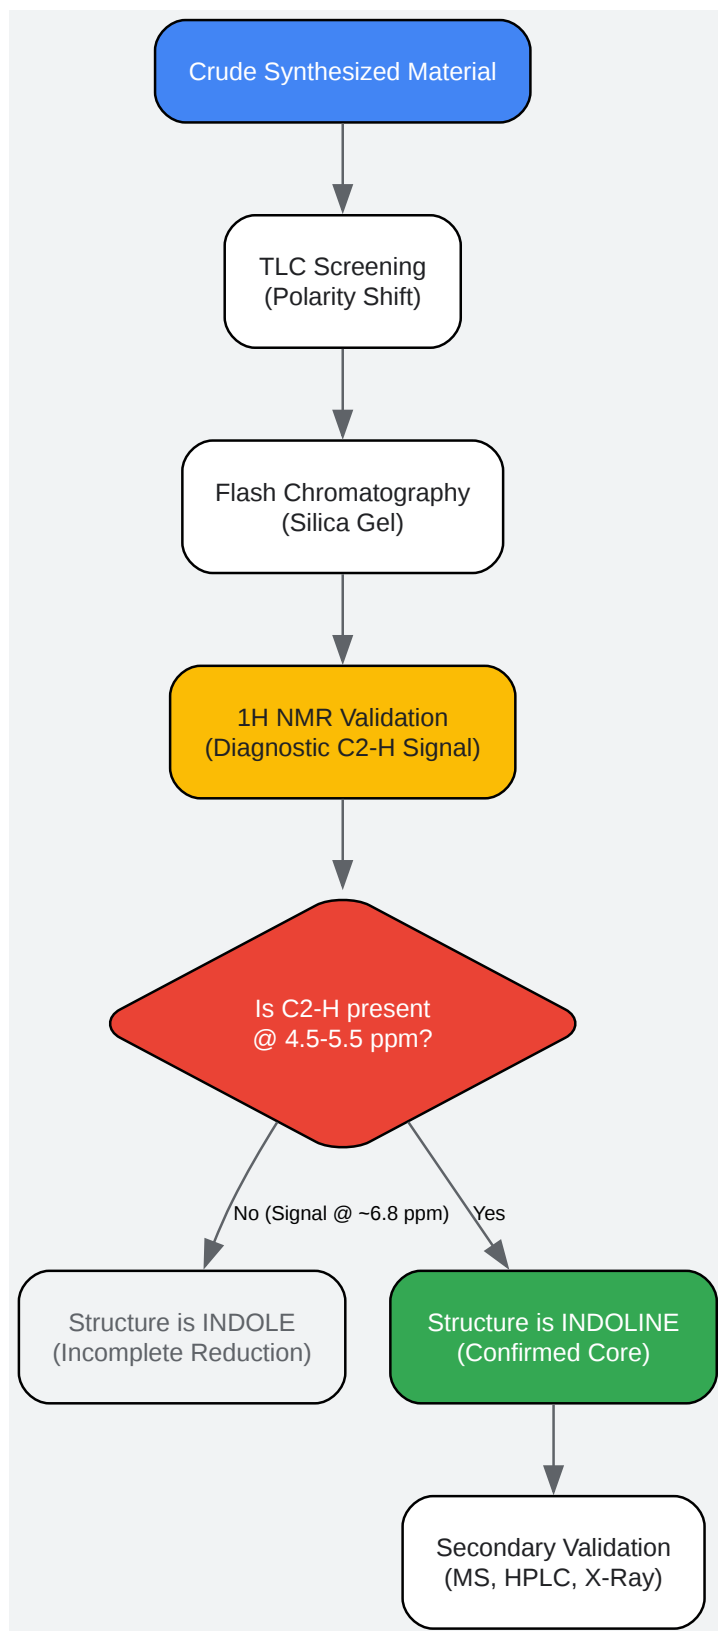 Crude Synthesized Material
TLC Screening
(Polarity Shift)
Flash Chromatography
(Silica Gel)
1H NMR Validation
(Diagnostic C2-H Signal)
Is C2-H present
@ 4.5-5.5 ppm?
No (Signal @ ~6.8 ppm)
Yes
Structure is INDOLE
(Incomplete Reduction)
Structure is INDOLINE
(Confirmed Core)
Secondary Validation
(MS, HPLC, X-Ray)